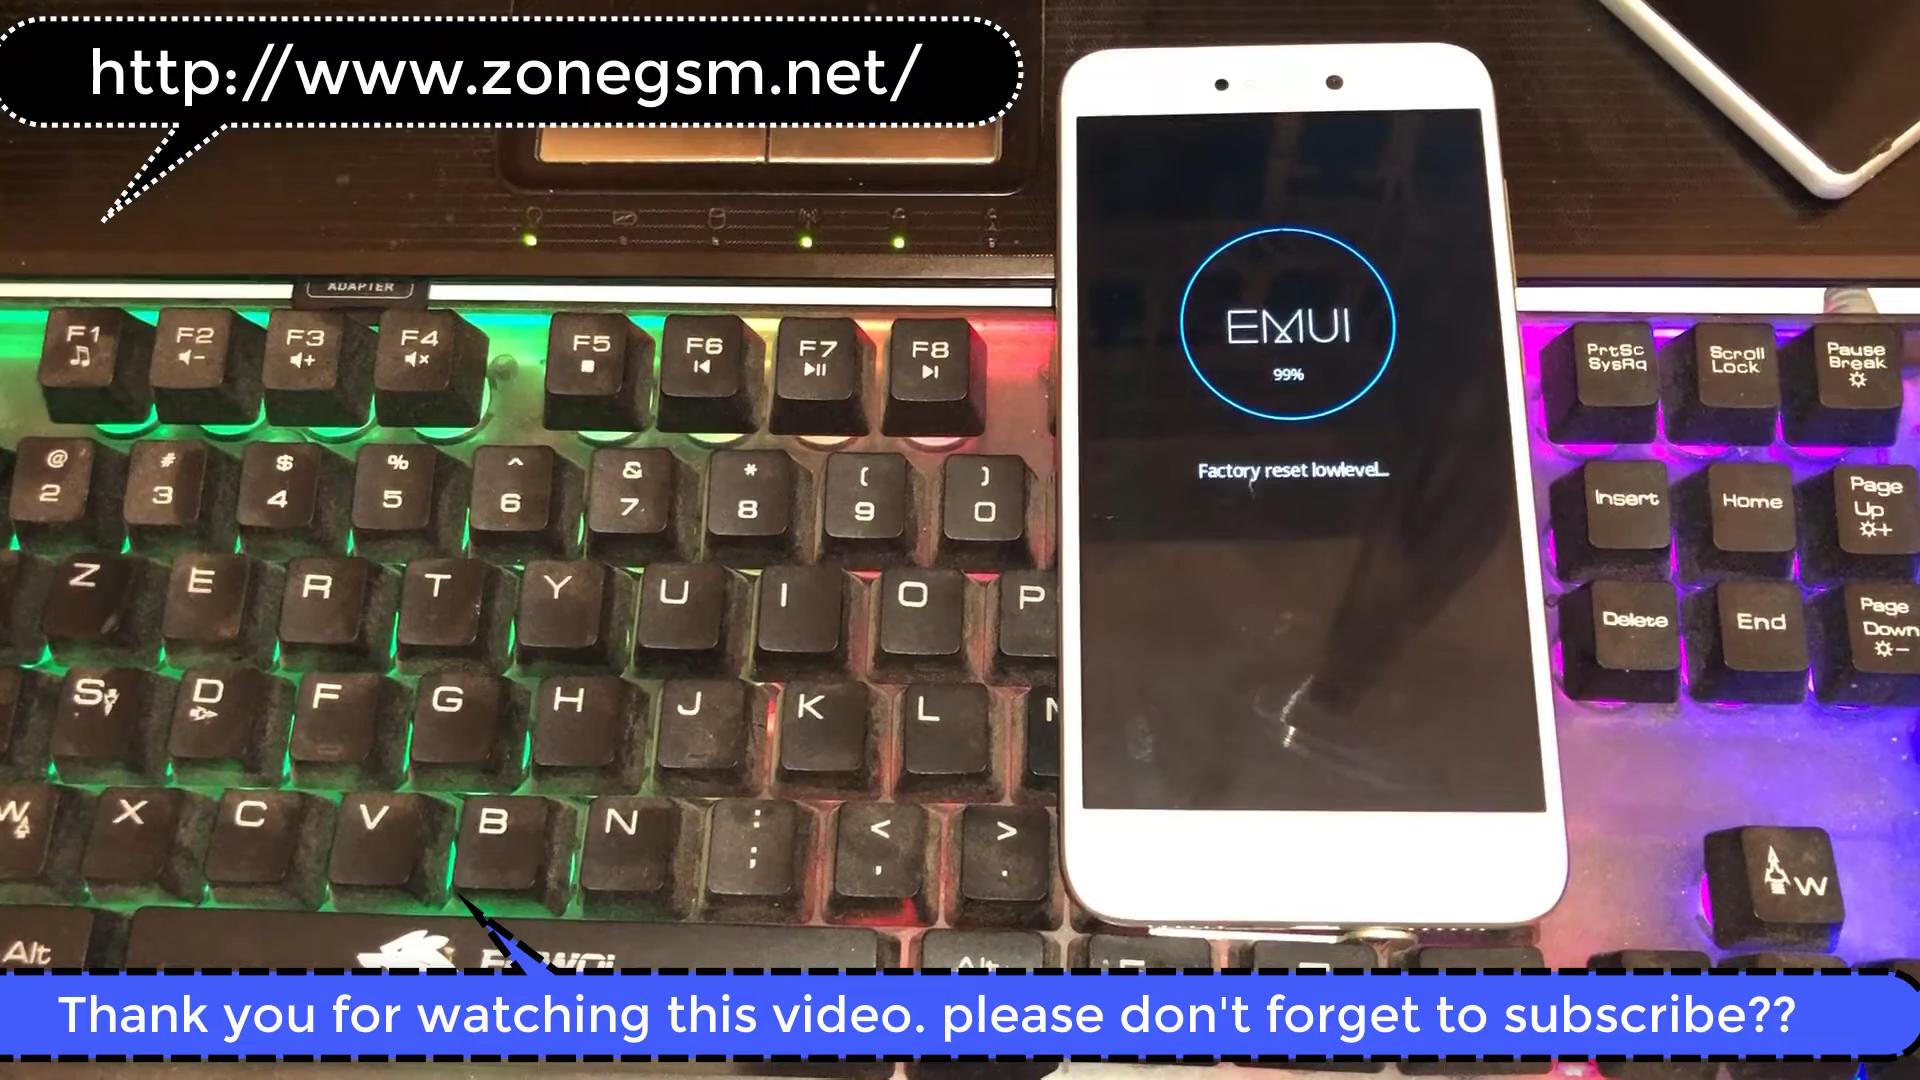 http://www.zonegsm.net/
ADAPTER
EMUI
99%
Factory reset lowlevel...
F1 F2 F3 F4 F5 F6 F7 F8
PrtSc
SysRq
Scroll
Lock
Pause
Break
@ # $ % ^ & * ( )
2 3 4 5 6 7 8 9 0
Insert Home Page
Up
Z E R T Y U I O P
Delete End Page
Down
S D F G H J K L
W X C V B N : < >
; , .
W
Alt Alt
Thank you for watching this video. please don't forget to subscribe??